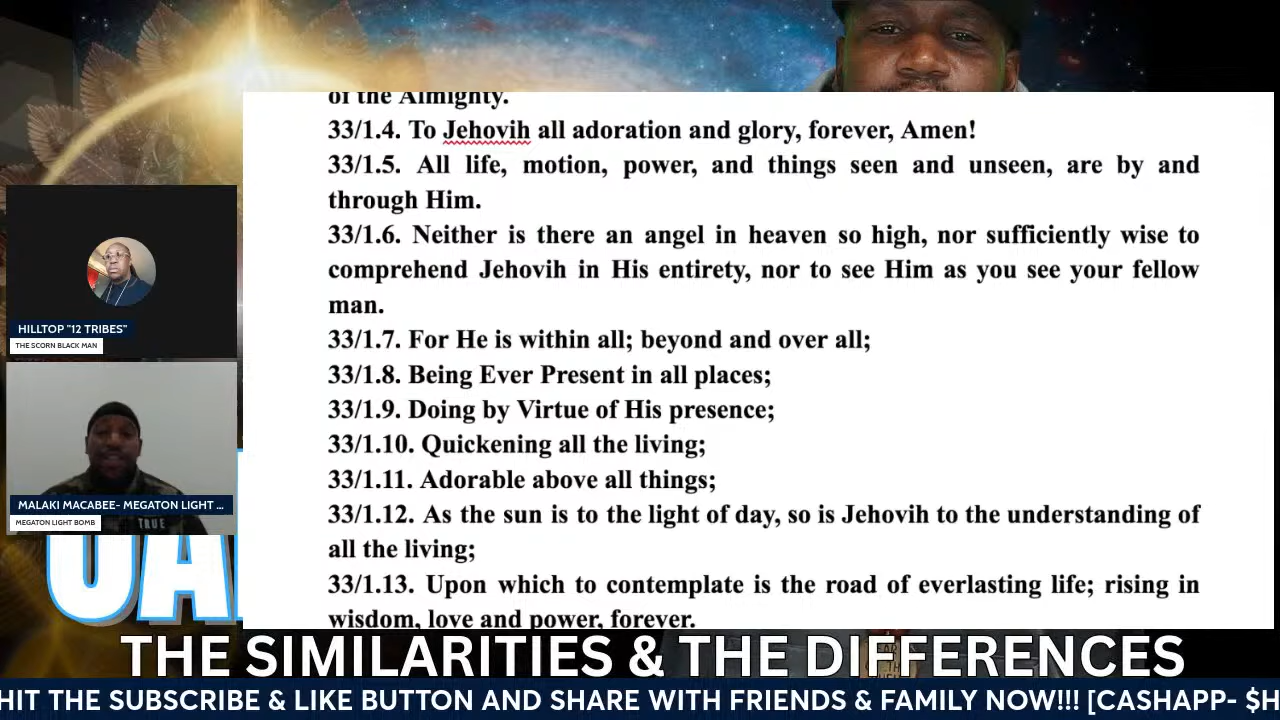 of the Almighty.
33/1.4. To Jehovih all adoration and glory, forever, Amen!
33/1.5. All life, motion, power, and things seen and unseen, are by and
through Him.
33/1.6. Neither is there an angel in heaven so high, nor sufficiently wise to
comprehend Jehovih in His entirety, nor to see Him as you see your fellow
man.
33/1.7. For He is within all; beyond and over all;
33/1.8. Being Ever Present in all places;
33/1.9. Doing by Virtue of His presence;
33/1.10. Quickening all the living;
33/1.11. Adorable above all things;
33/1.12. As the sun is to the light of day, so is Jehovih to the understanding of
all the living;
33/1.13. Upon which to contemplate is the road of everlasting life; rising in
wisdom, love and power, forever.
HILLTOP "12 TRIBES"
THE SCORN BLACK MAN
MALAKI MACABEE- MEGATON LIGHT ...
MEGATON LIGHT BOMB
TRUE
THE SIMILARITIES & THE DIFFERENCES
HIT THE SUBSCRIBE & LIKE BUTTON AND SHARE WITH FRIENDS & FAMILY NOW!!! [CASHAPP- $H